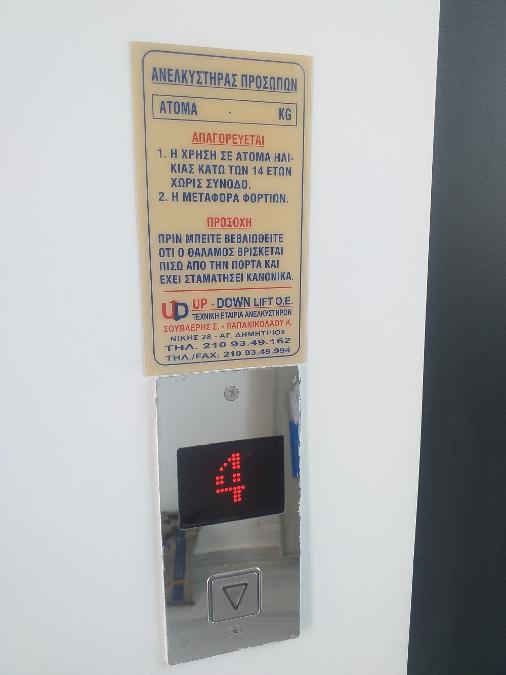 ΑΝΕΛΚΥΣΤΗΡΑΣ ΠΡΟΣΩΠΩΝ
ΑΤΟΜΑ KG
ΑΠΑΓΟΡΕΥΕΤΑΙ
1. Η ΧΡΗΣΗ ΣΕ ΑΤΟΜΑ ΗΛΙ-
ΚΙΑΣ ΚΑΤΩ ΤΩΝ 14 ΕΤΩΝ
ΧΩΡΙΣ ΣΥΝΟΔΟ.
2. Η ΜΕΤΑΦΟΡΑ ΦΟΡΤΙΩΝ.
ΠΡΟΣΟΧΗ
ΠΡΙΝ ΜΠΕΙΤΕ ΒΕΒΑΙΩΘΕΙΤΕ
ΟΤΙ Ο ΘΑΛΑΜΟΣ ΒΡΙΣΚΕΤΑΙ
ΠΙΣΩ ΑΠΟ ΤΗΝ ΠΟΡΤΑ ΚΑΙ
ΕΧΕΙ ΣΤΑΜΑΤΗΣΕΙ ΚΑΝΟΝΙΚΑ.
UD UP - DOWN LIFT O.E.
ΤΕΧΝΙΚΗ ΕΤΑΙΡΙΑ ΑΝΕΛΚΥΣΤΗΡΩΝ
ΣΟΥΒΛΕΡΗΣ Σ. - ΠΑΠΑΝΙΚΟΛΑΟΥ Κ.
ΝΙΚΗΣ 28 - ΑΓ. ΔΗΜΗΤΡΙΟΣ
ΤΗΛ. 210 93.49.162
ΤΗΛ./FAX: 210 93.49.994
4